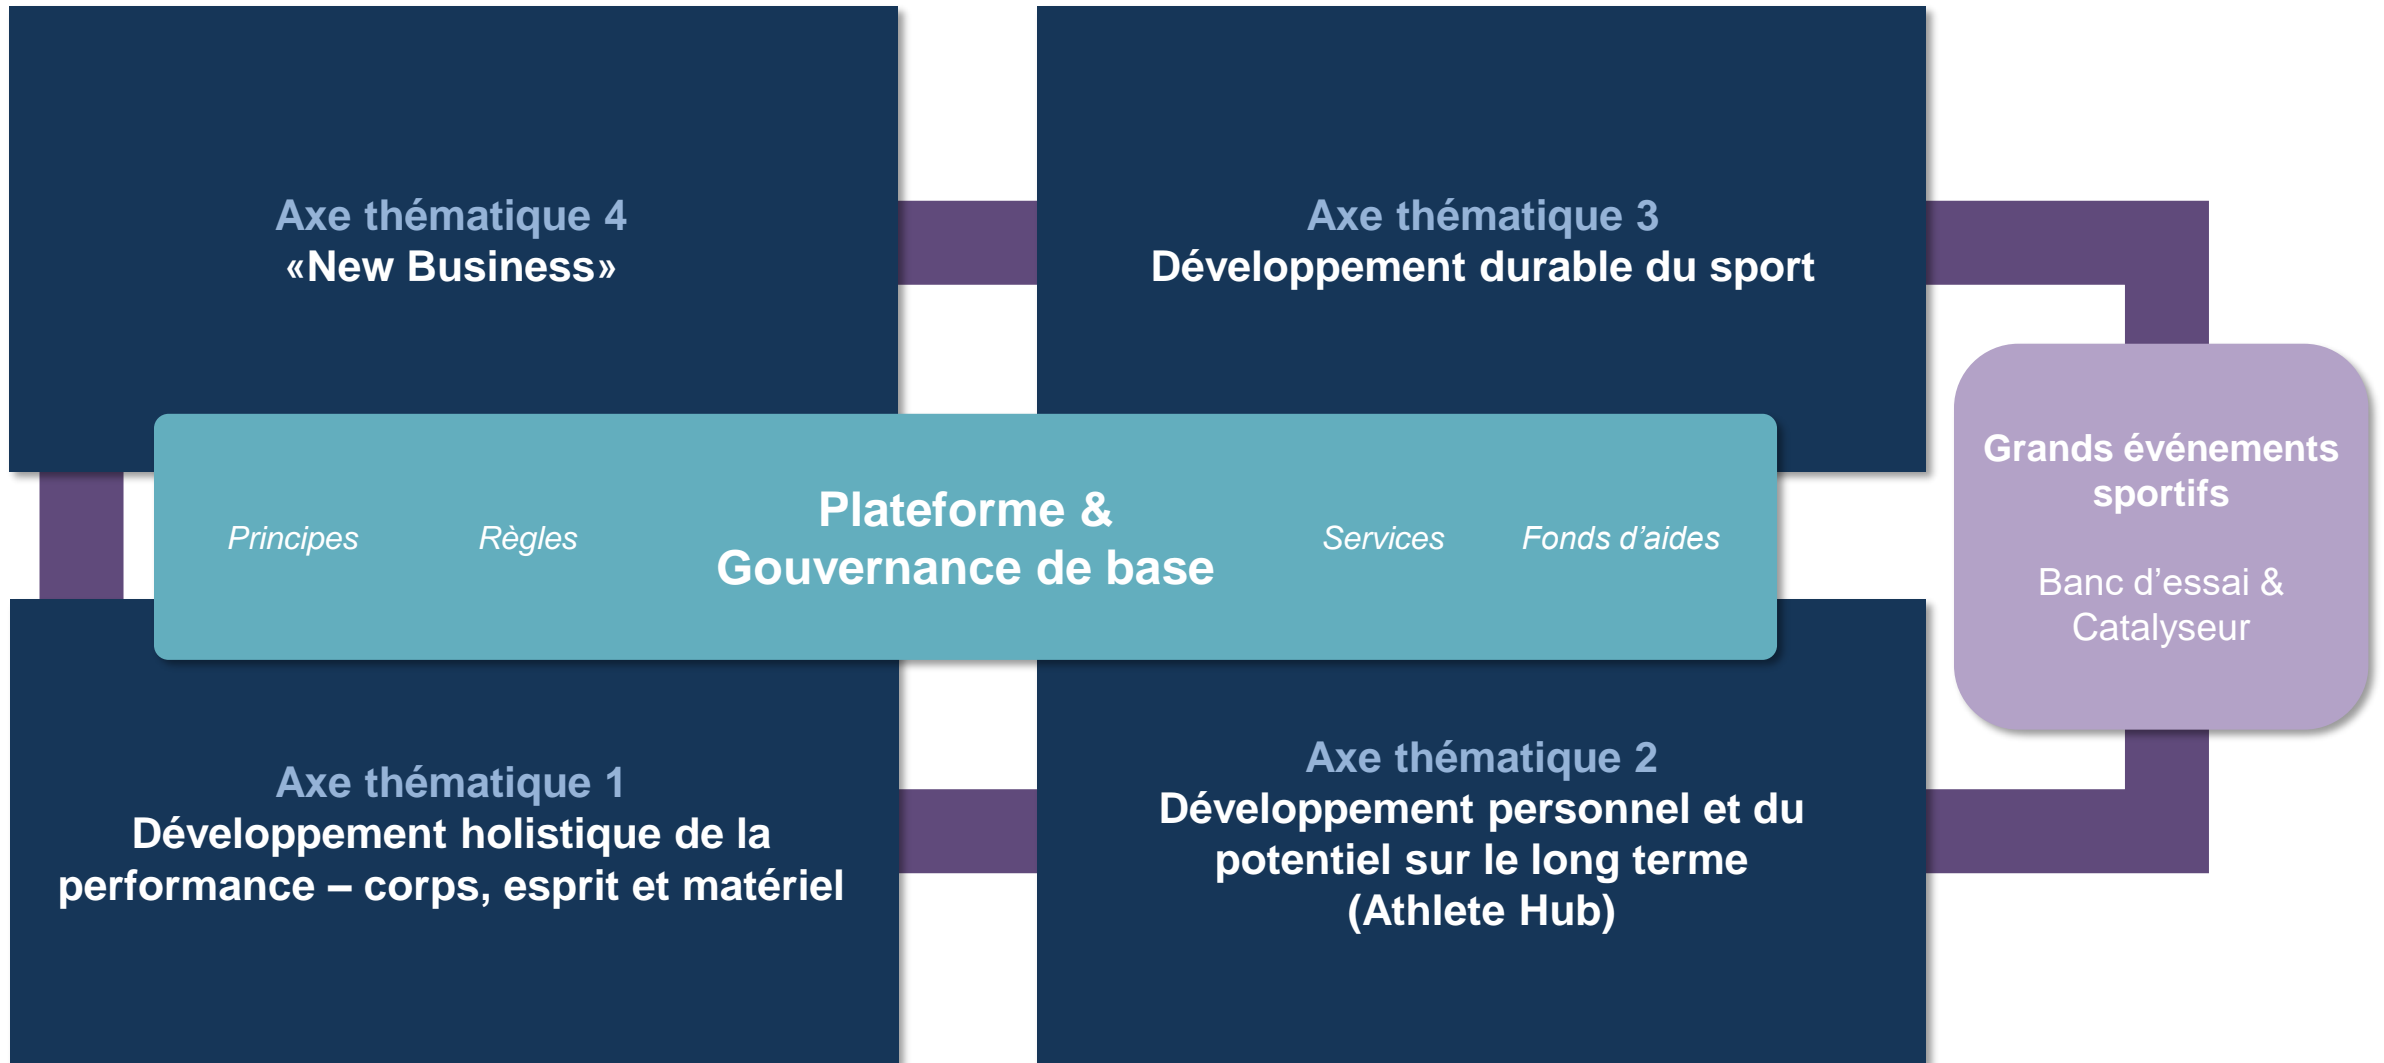 Axe thématique 4
«New Business»
Axe thématique 3
Développement durable du sport
Principes
Règles
Plateforme &
Gouvernance de base
Services
Fonds d’aides
Grands événements
sportifs
Banc d’essai &
Catalyseur
Axe thématique 1
Développement holistique de la
performance – corps, esprit et matériel
Axe thématique 2
Développement personnel et du
potentiel sur le long terme
(Athlete Hub)